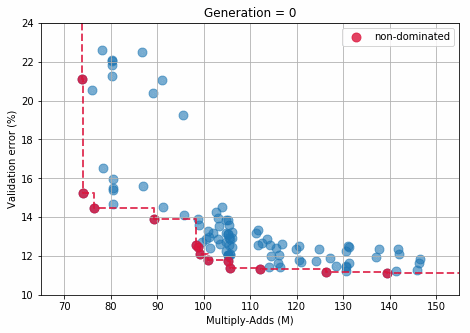 Generation = 0
non-dominated
Validation error (%)
24
22
20
18
16
14
12
10
70 80 90 100 110 120 130 140 150
Multiply-Adds (M)